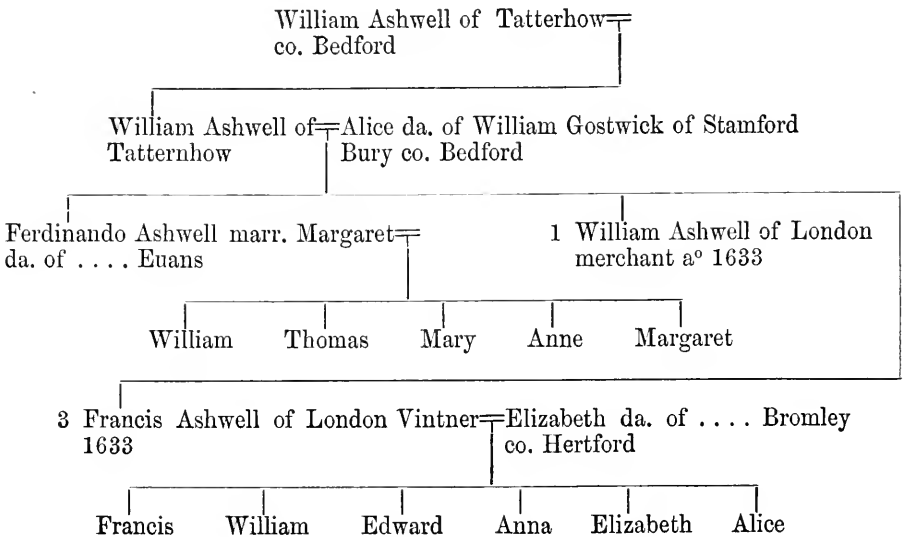 William Ashwell of Tatterhow
co. Bedford
William Ashwell of
Tatternhow
Alice da. of William Gostwick of Stamford
Bury co. Bedford
Ferdinando Ashwell marr. Margaret
da. of . . . . Euans
1 William Ashwell of London
merchant aº 1633
William Thomas Mary Anne Margaret
3 Francis Ashwell of London Vintner
1633
Elizabeth da. of . . . . Bromley
co. Hertford
Francis William Edward Anna Elizabeth Alice